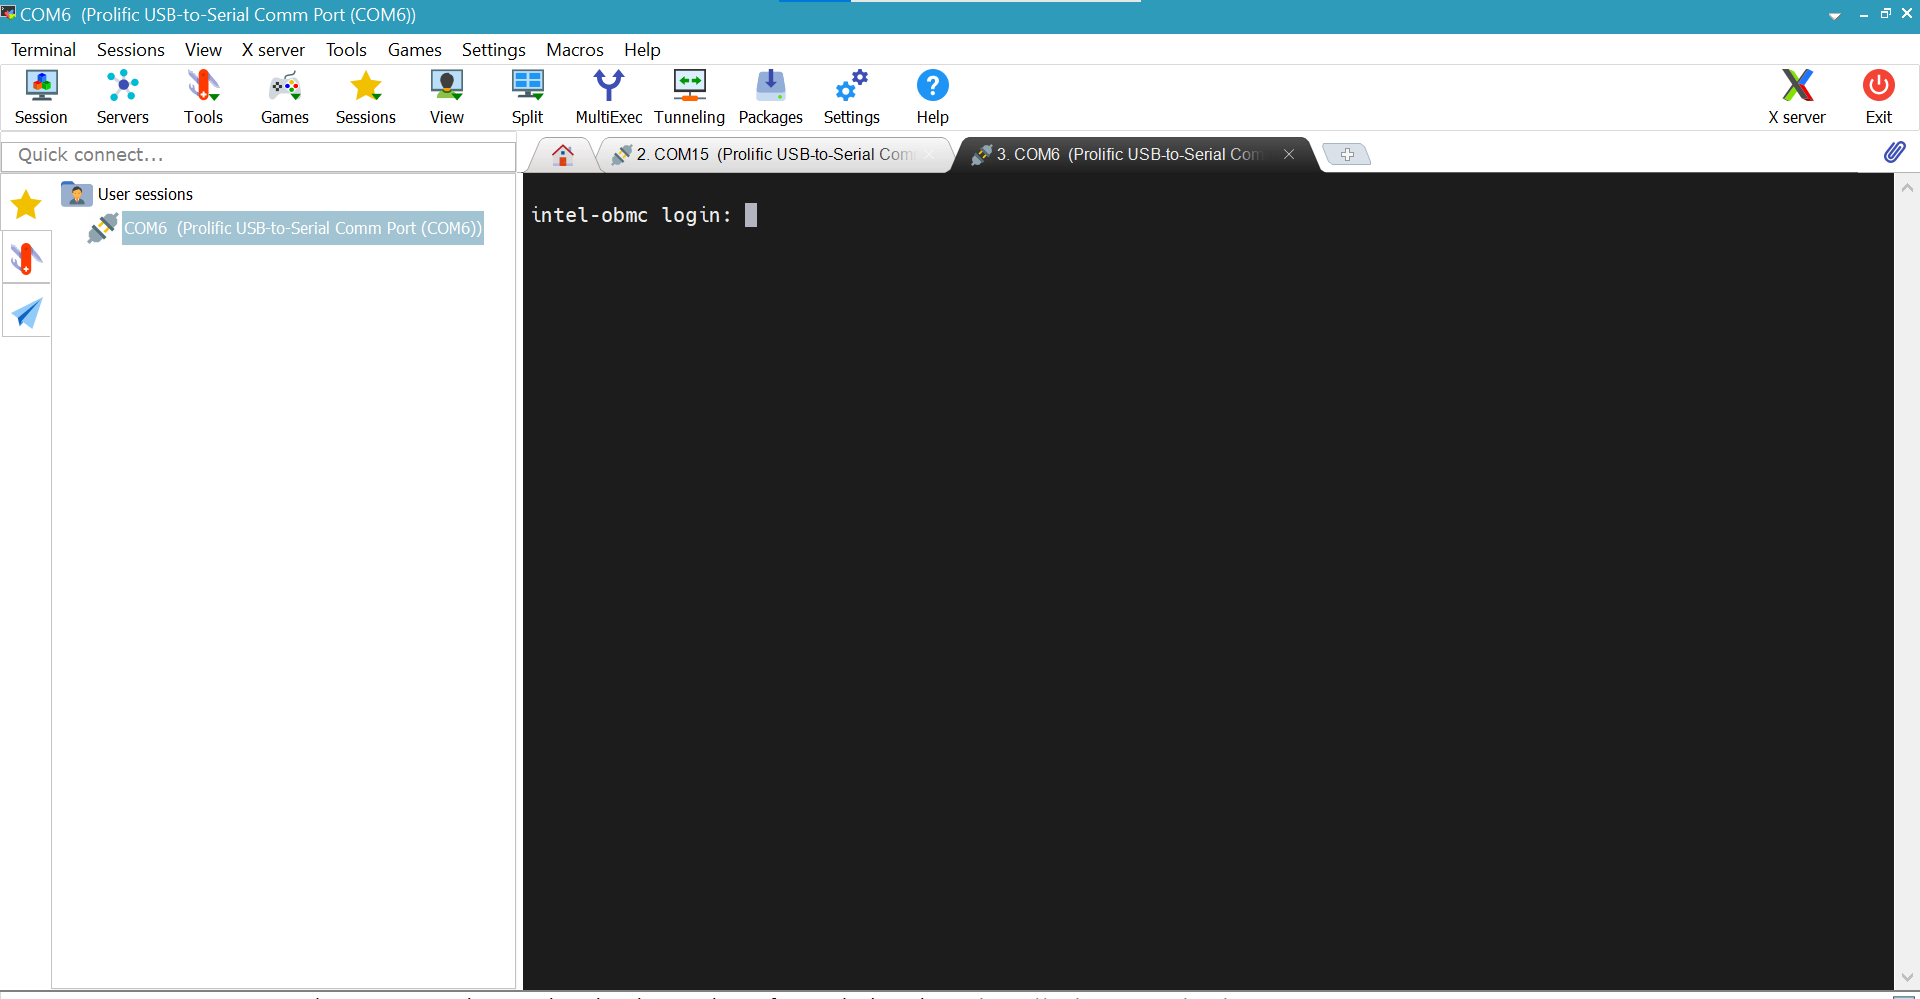 COM6 (Prolific USB-to-Serial Comm Port (COM6))
Terminal Sessions View X server Tools Games Settings Macros Help
Session Servers Tools Games Sessions View Split MultiExec Tunneling Packages Settings Help X server Exit
Quick connect...
2. COM15 (Prolific USB-to-Serial Com
3. COM6 (Prolific USB-to-Serial Com
User sessions
COM6 (Prolific USB-to-Serial Comm Port (COM6))
intel-obmc login: